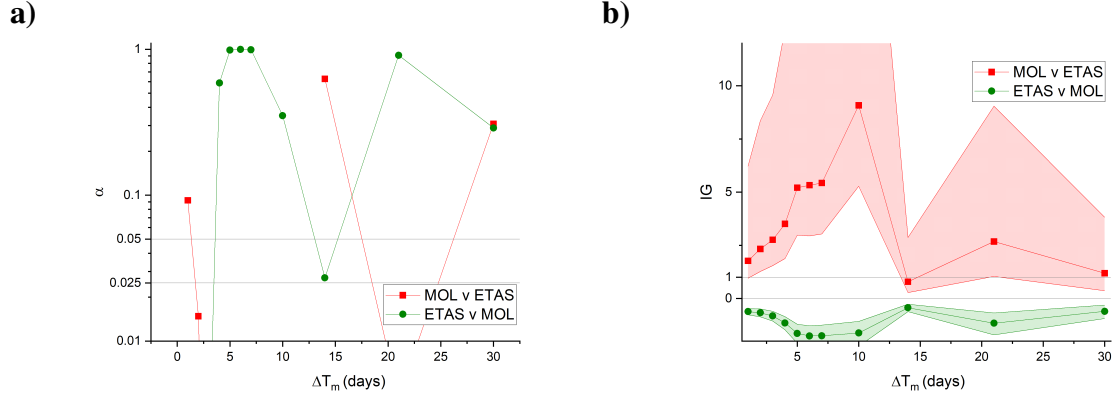 a)
1
0.1
0.05
0.025
0.01
α
MOL v ETAS
ETAS v MOL
0 5 10 15 20 25 30
ΔTm (days)
b)
10
5
1
0
IG
MOL v ETAS
ETAS v MOL
5 10 15 20 25 30
ΔTm (days)